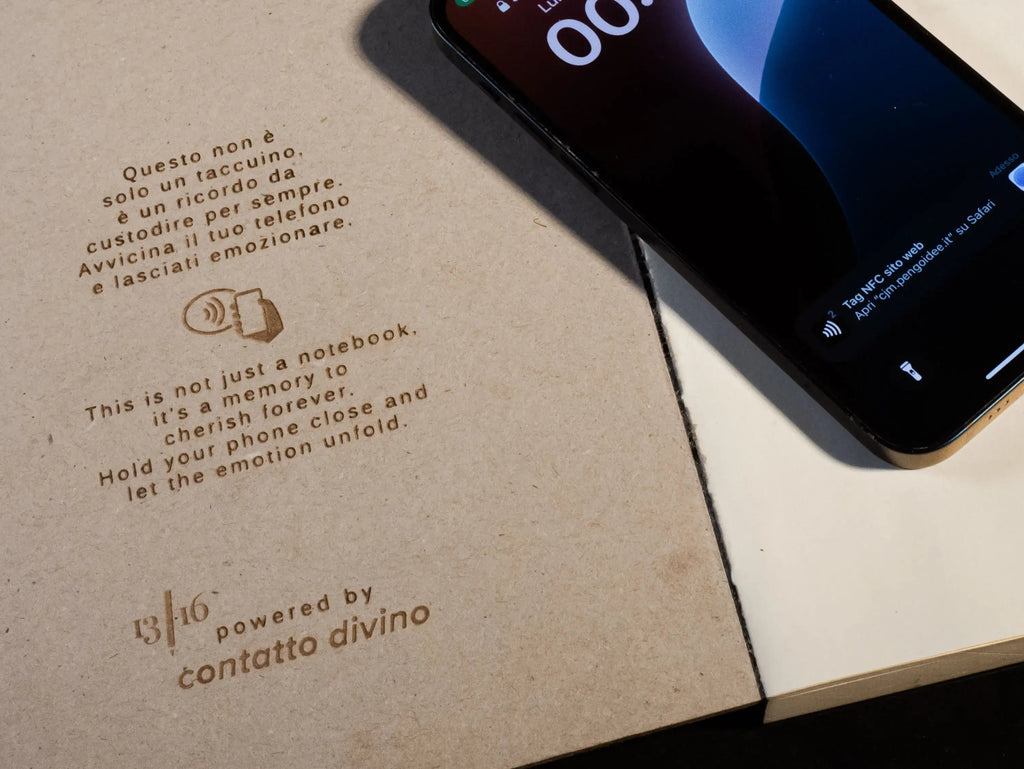 Questo non è
solo un taccuino,
è un ricordo da
custodire per sempre.
Avvicina il tuo telefono
e lasciati emozionare.
This is not just a notebook,
it's a memory to
cherish forever.
Hold your phone close and
let the emotion unfold.
13|16 powered by
contatto divino
00:
Adesso
Tag NFC sito web
Apri "cjm.pengoidee.it" su Safari
2